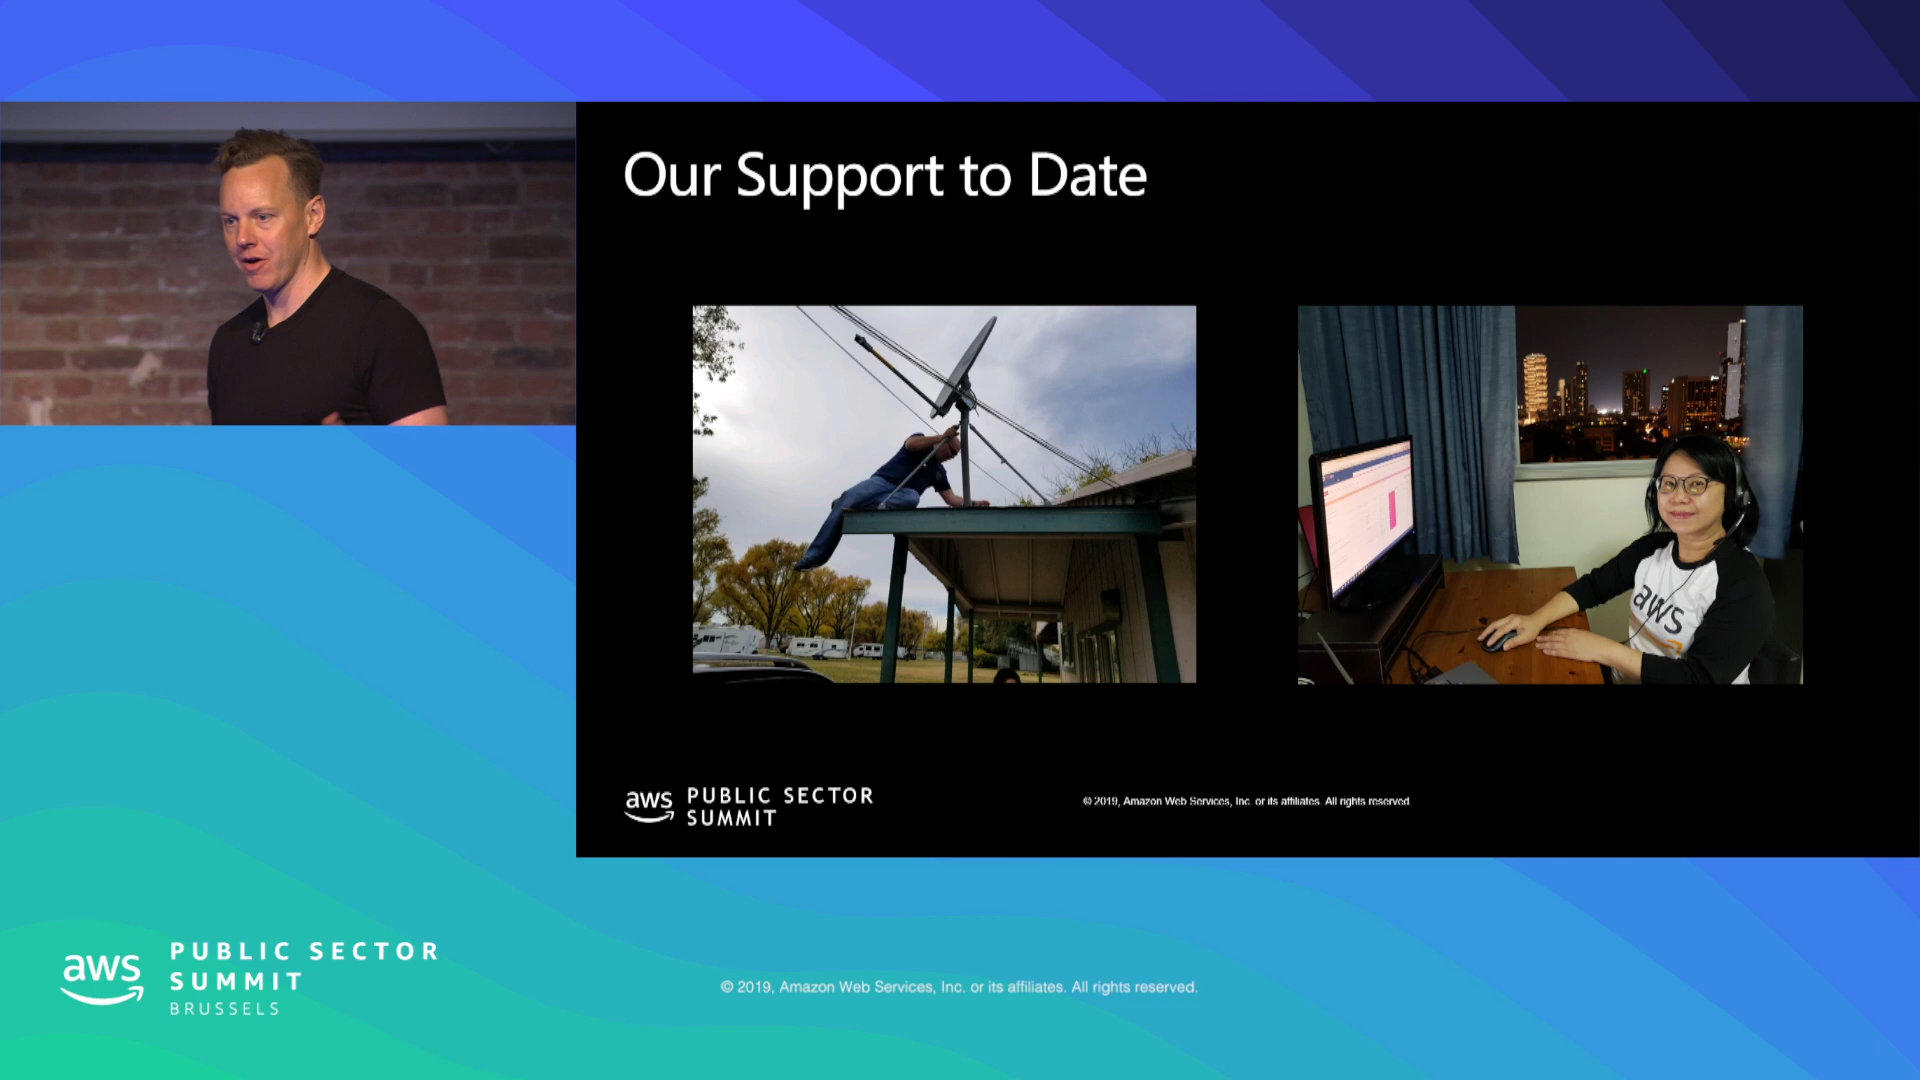 Our Support to Date
aws
aws
PUBLIC SECTOR
SUMMIT
© 2019, Amazon Web Services, Inc. or its affiliates. All rights reserved.
aws
PUBLIC SECTOR
SUMMIT
BRUSSELS
© 2019, Amazon Web Services, Inc. or its affiliates. All rights reserved.